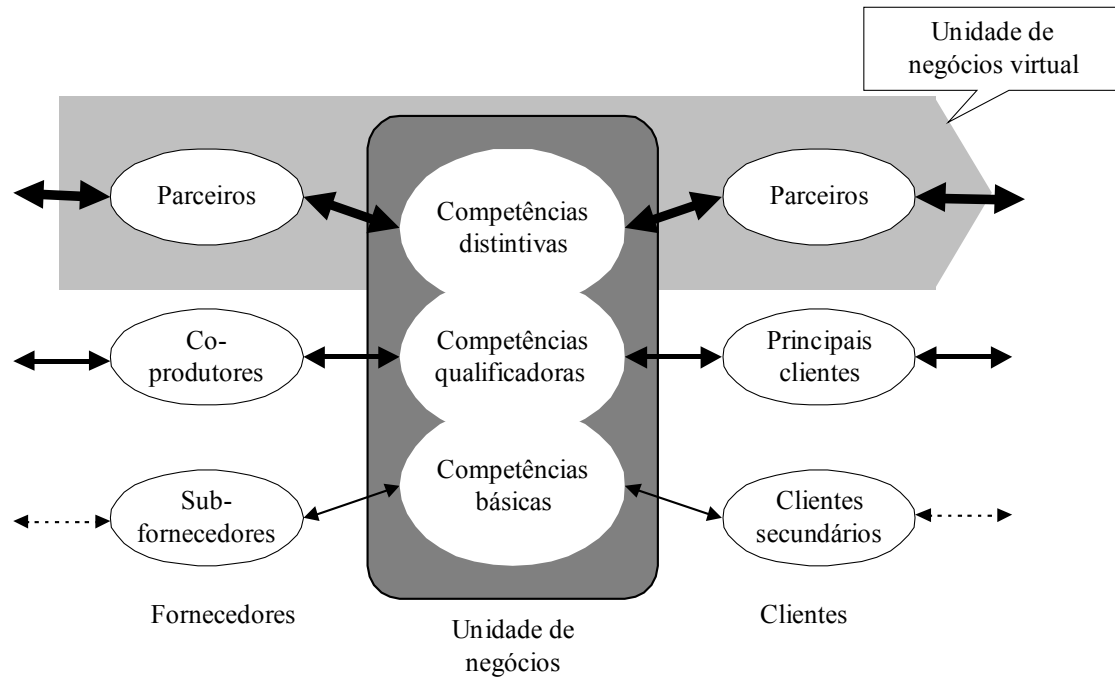 Unidade de
negócios virtual
Parceiros
Competências
distintivas
Parceiros
Co-
produtores
Competências
qualificadoras
Principais
clientes
Sub-
fornecedores
Competências
básicas
Clientes
secundários
Fornecedores
Unidade de
negócios
Clientes